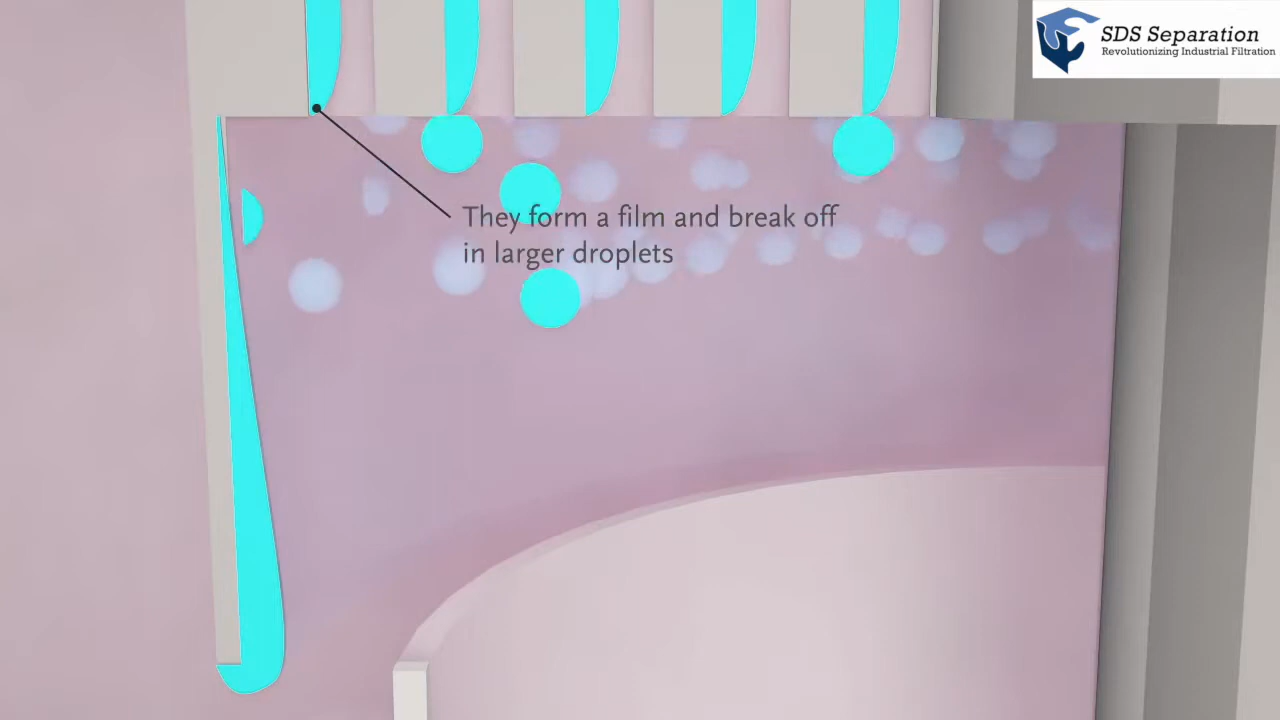 SDS Separation
Revolutionizing Industrial Filtration
They form a film and break off
in larger droplets